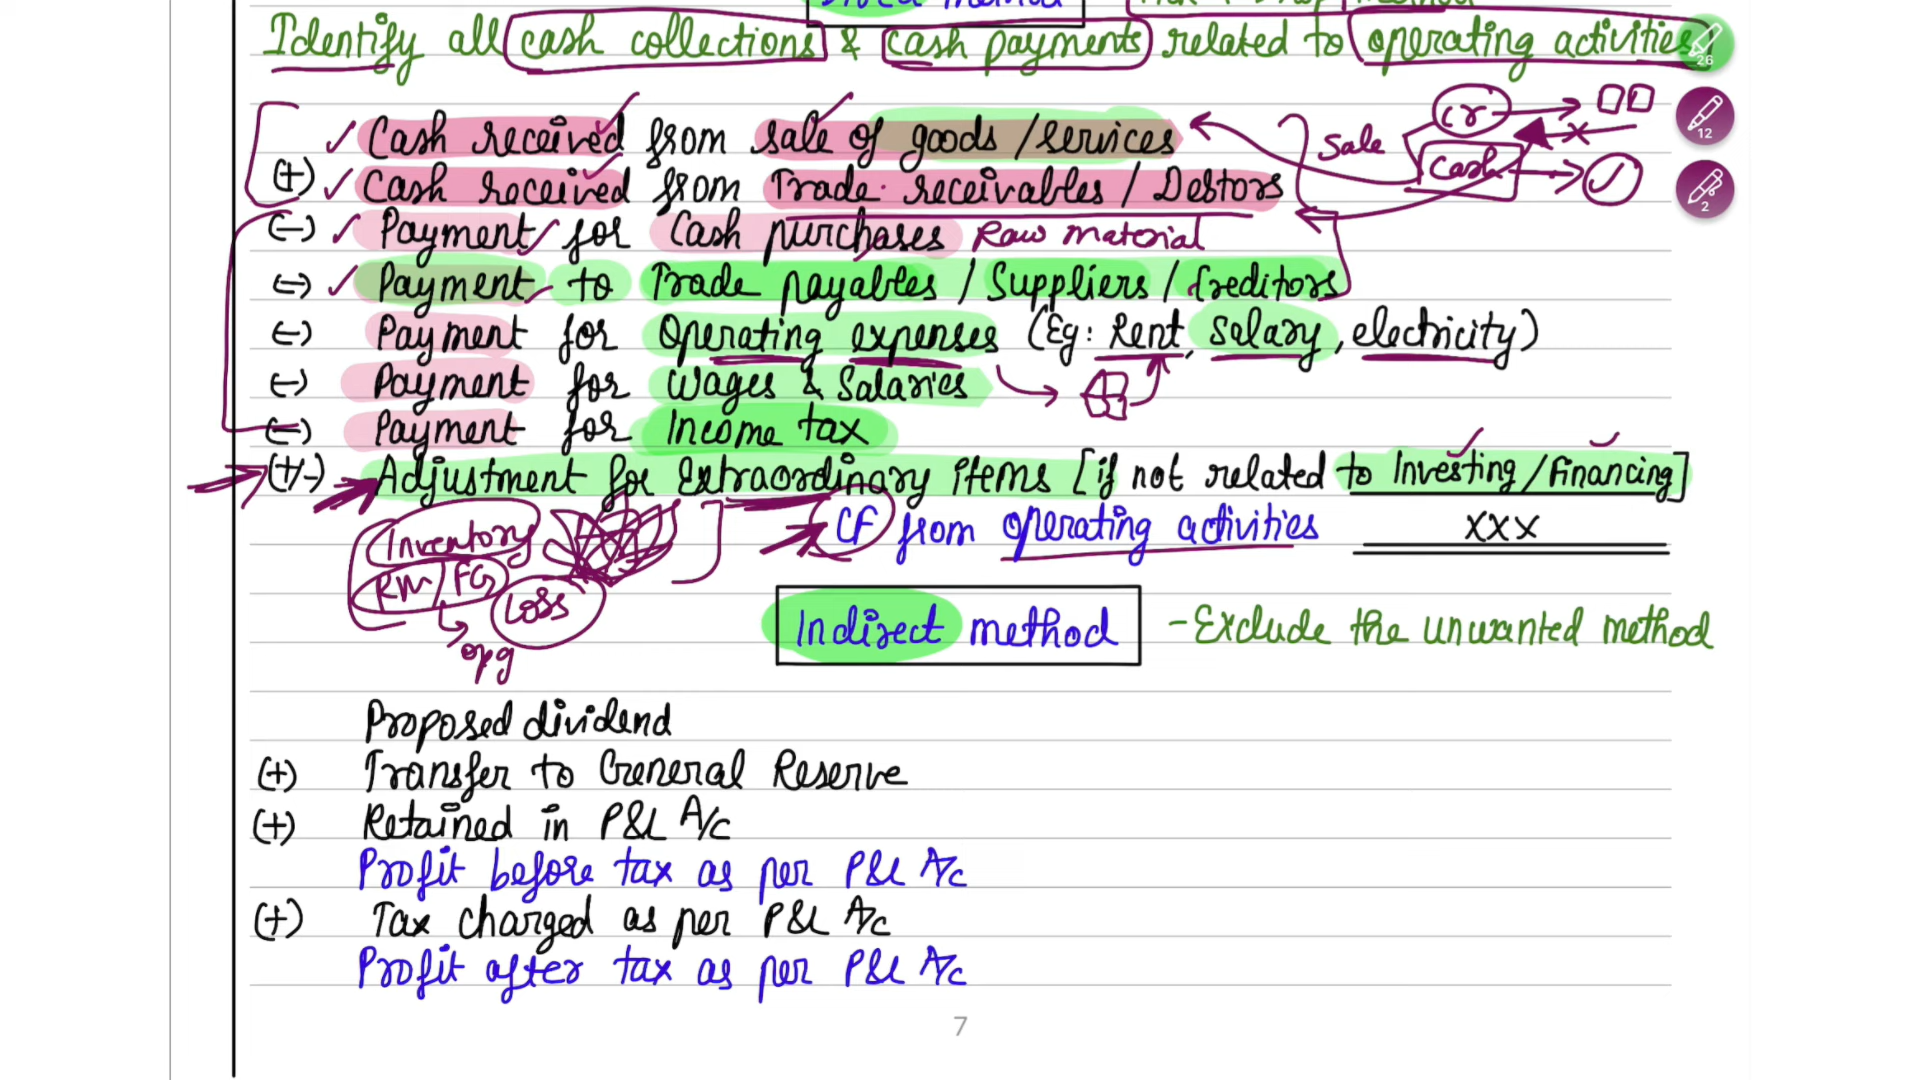 Direct method
Identify all cash collections & cash payments related to operating activities.
26
✓ Cash received from sale of goods /services
Sale
Cr
Cash
12
(+) ✓ Cash received from Trade receivables / Debtors
2
(-) ✓ Payment for Cash purchases Raw material
(-) ✓ Payment to Trade payables / Suppliers / Creditors
(-) Payment for Operating expenses (Eg: Rent, Salary, electricity)
(-) Payment for Wages & Salaries
(-) Payment for Income tax
(+/-) Adjustment for Extraordinary items [if not related to Investing/financing]
CF from operating activities XXX
Inventory
RM/FG
Loss
opg
Indirect method - Exclude the unwanted method
Proposed dividend
(+) Transfer to General Reserve
(+) Retained in P&L A/c
Profit before tax as per P&L A/c
(+) Tax charged as per P&L A/c
Profit after tax as per P&L A/c
7